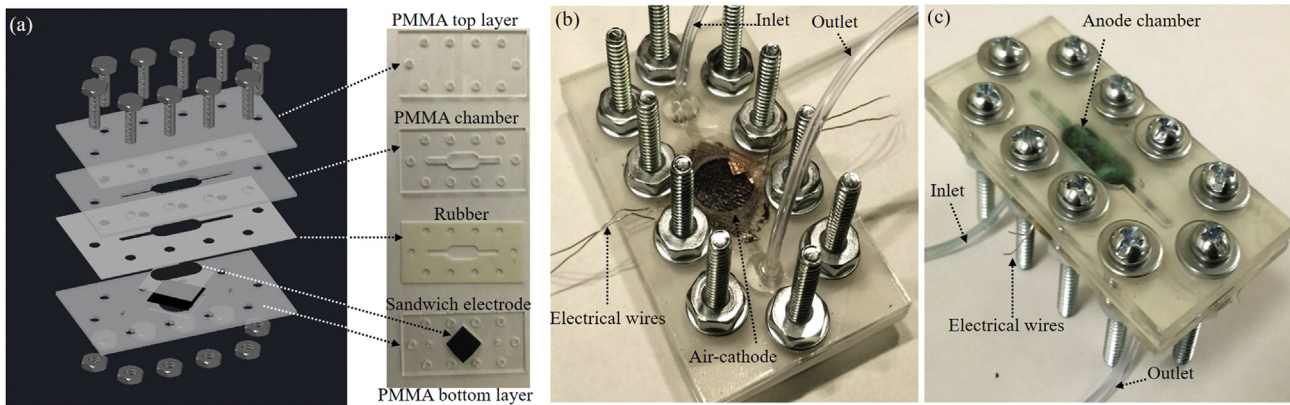 (a)
PMMA top layer
PMMA chamber
Rubber
Sandwich electrode
PMMA bottom layer
(b)
Inlet
Outlet
Electrical wires
Air-cathode
(c)
Anode chamber
Inlet
Electrical wires
Outlet